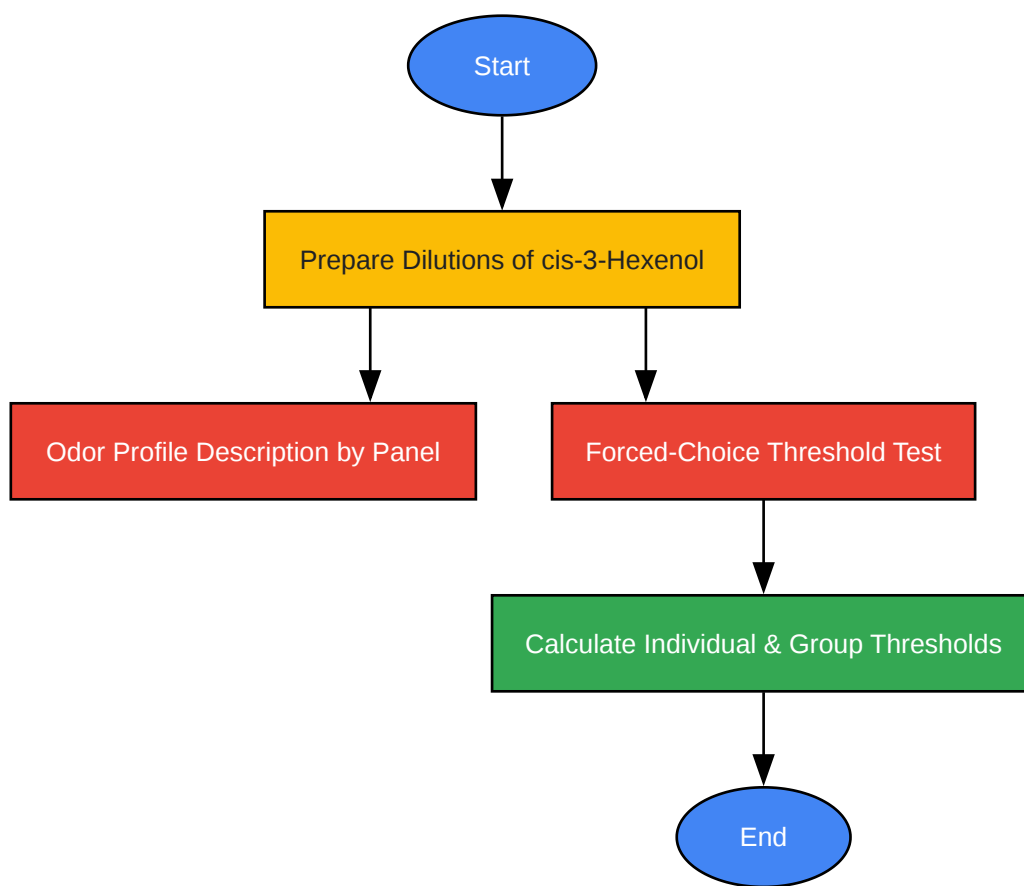 Start
Prepare Dilutions of cis-3-Hexenol
Odor Profile Description by Panel
Forced-Choice Threshold Test
Calculate Individual & Group Thresholds
End